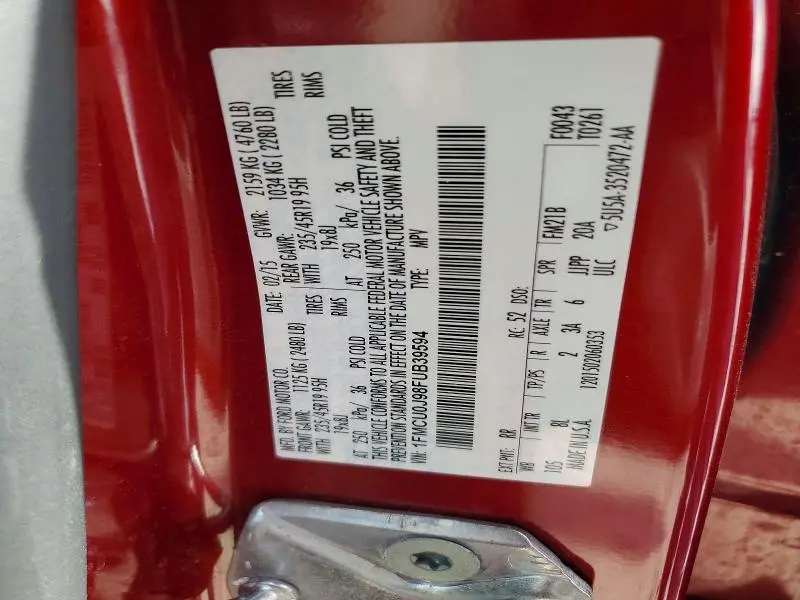 MFD. BY FORD MOTOR CO.
DATE: 02/15 GVWR: 2159 KG ( 4760 LB)
FRONT GAWR: 1125 KG ( 2480 LB) REAR GAWR: 1034 KG ( 2280 LB)
WITH 235/45R19 95H TIRES WITH 235/45R19 95H TIRES
19x8J RIMS 19x8J RIMS
AT 250 kPa/ 36 PSI COLD AT 250 kPa/ 36 PSI COLD
THIS VEHICLE CONFORMS TO ALL APPLICABLE FEDERAL MOTOR VEHICLE SAFETY AND THEFT
PREVENTION STANDARDS IN EFFECT ON THE DATE OF MANUFACTURE SHOWN ABOVE.
VIN: 1FMCU0J98FUB39594 TYPE: MPV
EXT PNT: RR RC: 52 DSO: F0043
WB INT TR TP/PS R AXLE TR SPR FM21B T0261
105 8L 2 3A 6 JJPP 20A
MADE IN U.S.A. 1201502060353 ULC ▽5U5A-3520472-AA